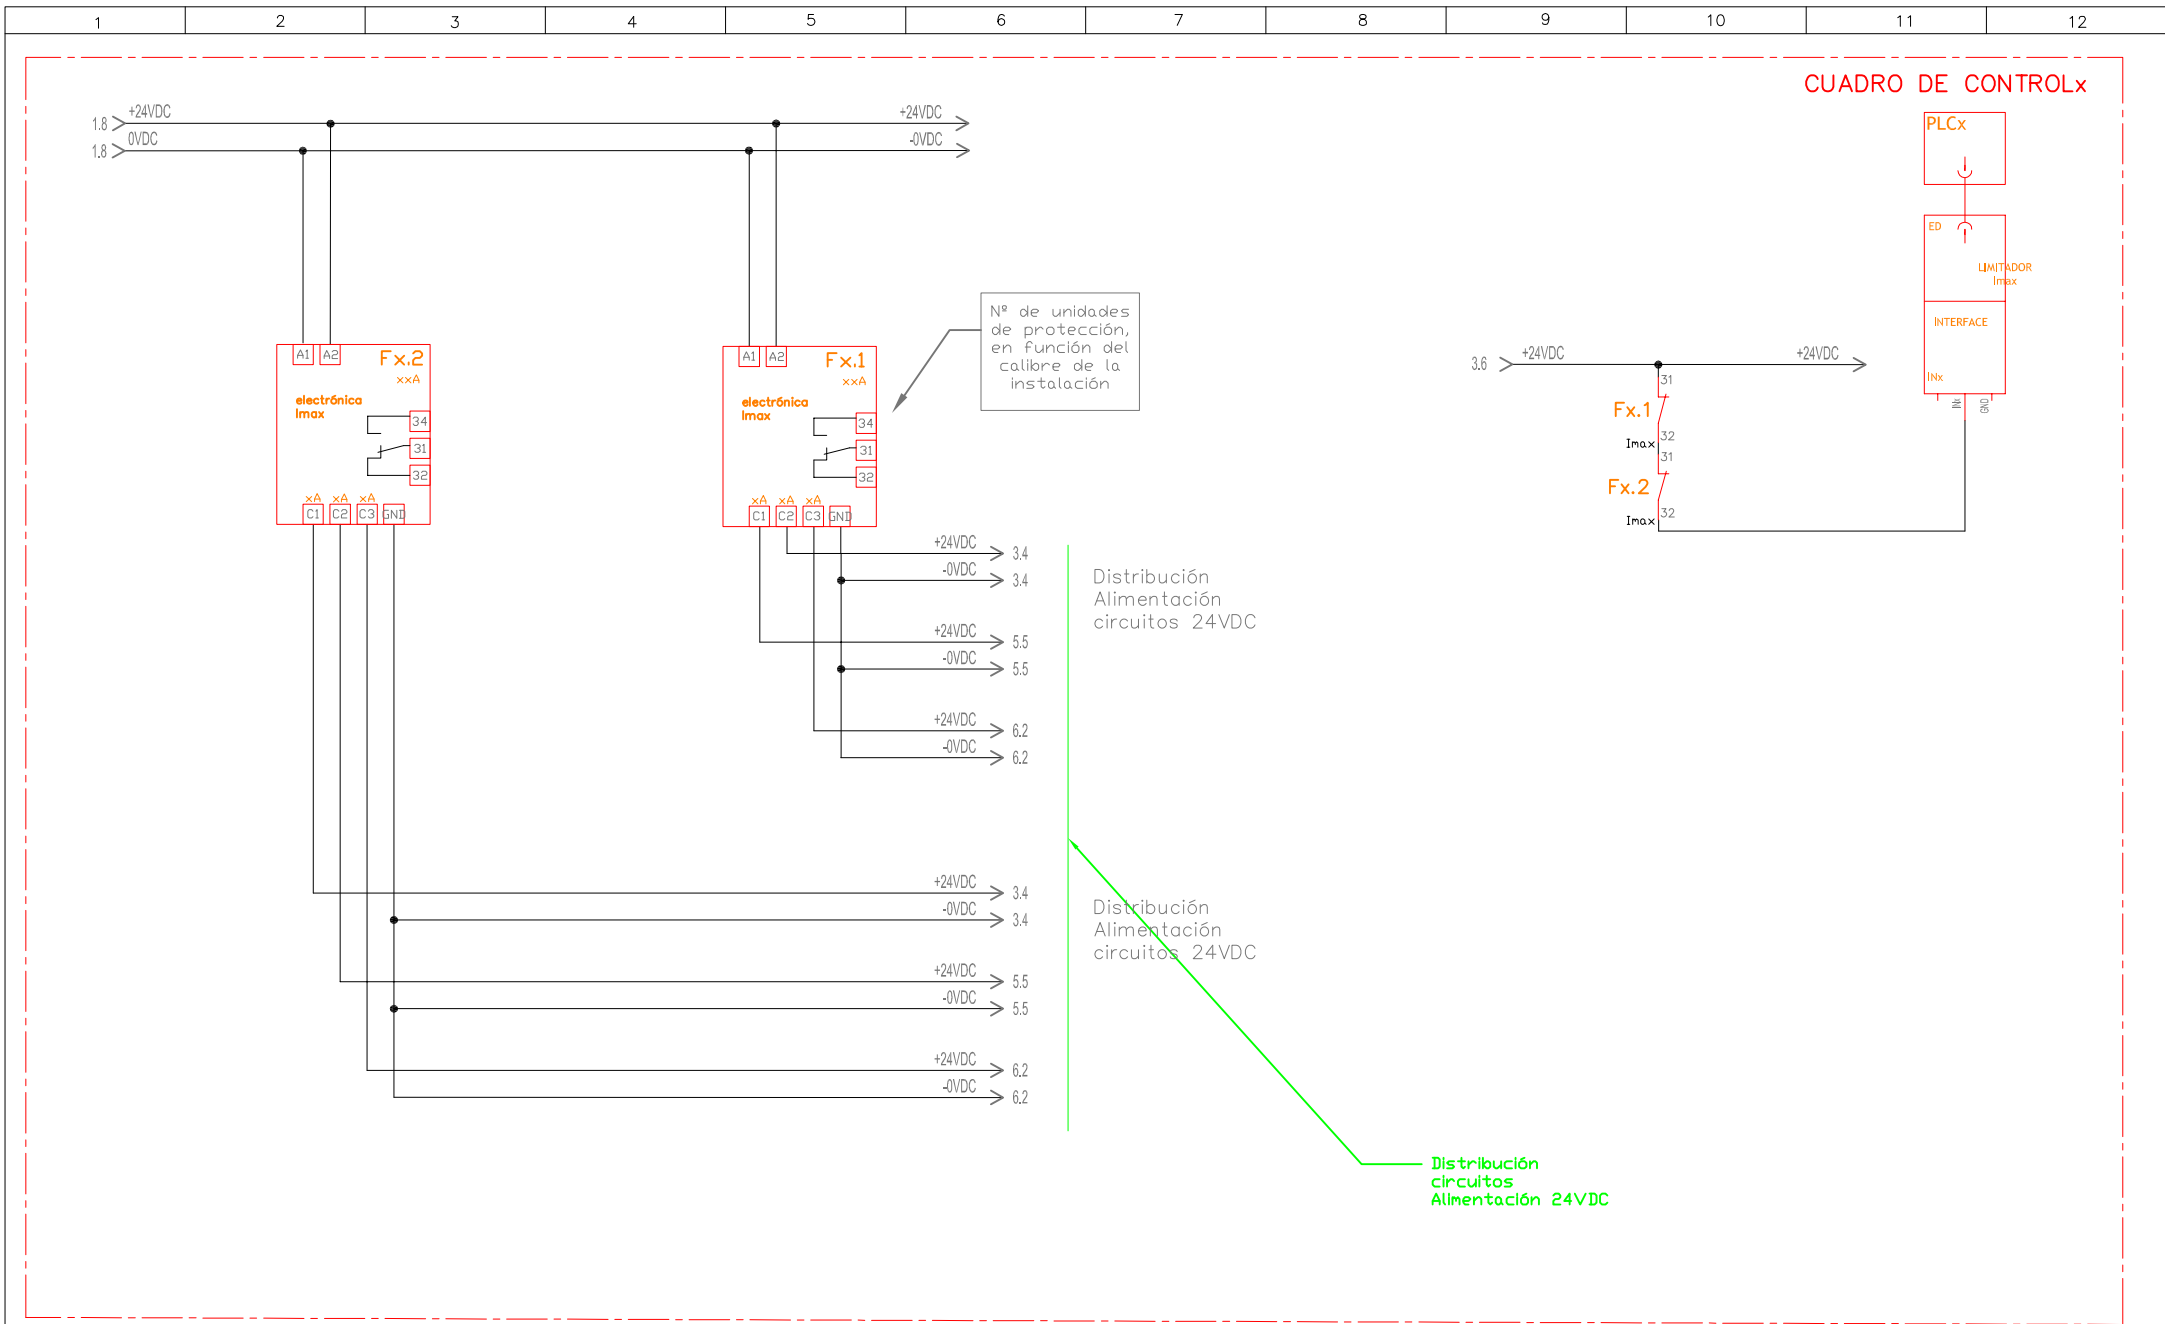 1 2 3 4 5 6 7 8 9 10 11 12
CUADRO DE CONTROLx
1.8 +24VDC +24VDC
1.8 0VDC -0VDC
PLCx
ED
LIMITADOR
Imax
INTERFACE
INx
INx GND
A1 A2 Fx.2
xxA
electrónica
Imax
34
31
32
xA xA xA
C1 C2 C3 GND
A1 A2 Fx.1
xxA
electrónica
Imax
34
31
32
xA xA xA
C1 C2 C3 GND
Nº de unidades
de protección,
en función del
calibre de la
instalación
3.6 +24VDC +24VDC
31
Fx.1
32
Imax
31
Fx.2
32
Imax
+24VDC 3.4
-0VDC 3.4
+24VDC 5.5
-0VDC 5.5
+24VDC 6.2
-0VDC 6.2
Distribución
Alimentación
circuitos 24VDC
+24VDC 3.4
-0VDC 3.4
+24VDC 5.5
-0VDC 5.5
+24VDC 6.2
-0VDC 6.2
Distribución
Alimentación
circuitos 24VDC
Distribución
circuitos
Alimentación 24VDC